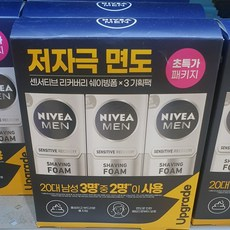 저자극 면도
초특가
패키지
센서티브 리커버리 쉐이빙폼 × 3 기획팩
NIVEA
MEN
NIVEA
MEN
NIVEA
MEN
SENSITIVE RECOVERY
SHAVING
FOAM
SHAVING
FOAM
SHAVING
FOAM
20대 남성 3명 중 2명이 사용
Upgrade